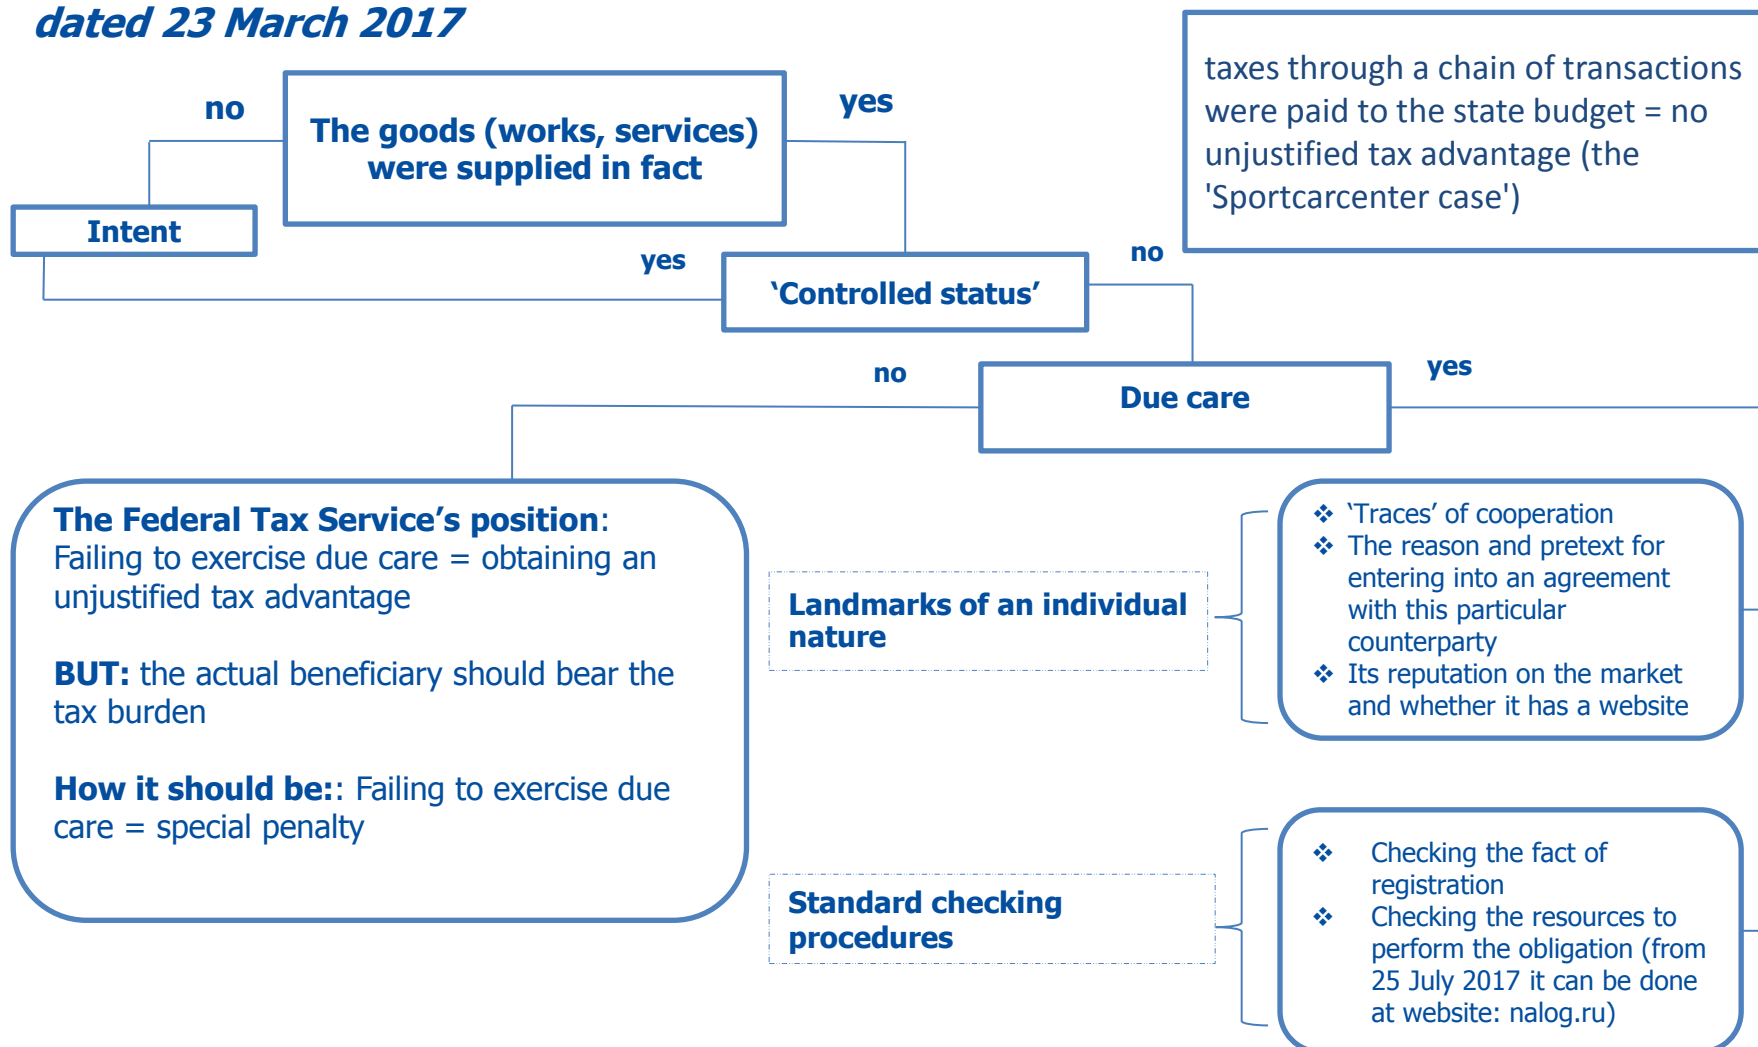 dated 23 March 2017
taxes through a chain of transactions
were paid to the state budget = no
unjustified tax advantage (the
'Sportcarcenter case')
no
yes
The goods (works, services)
were supplied in fact
Intent
yes
no
‘Controlled status’
no
yes
Due care
The Federal Tax Service’s position:
Failing to exercise due care = obtaining an
unjustified tax advantage
BUT: the actual beneficiary should bear the
tax burden
How it should be:: Failing to exercise due
care = special penalty
Landmarks of an individual
nature
❖ ‘Traces’ of cooperation
❖ The reason and pretext for
entering into an agreement
with this particular
counterparty
❖ Its reputation on the market
and whether it has a website
Standard checking
procedures
❖ Checking the fact of
registration
❖ Checking the resources to
perform the obligation (from
25 July 2017 it can be done
at website: nalog.ru)